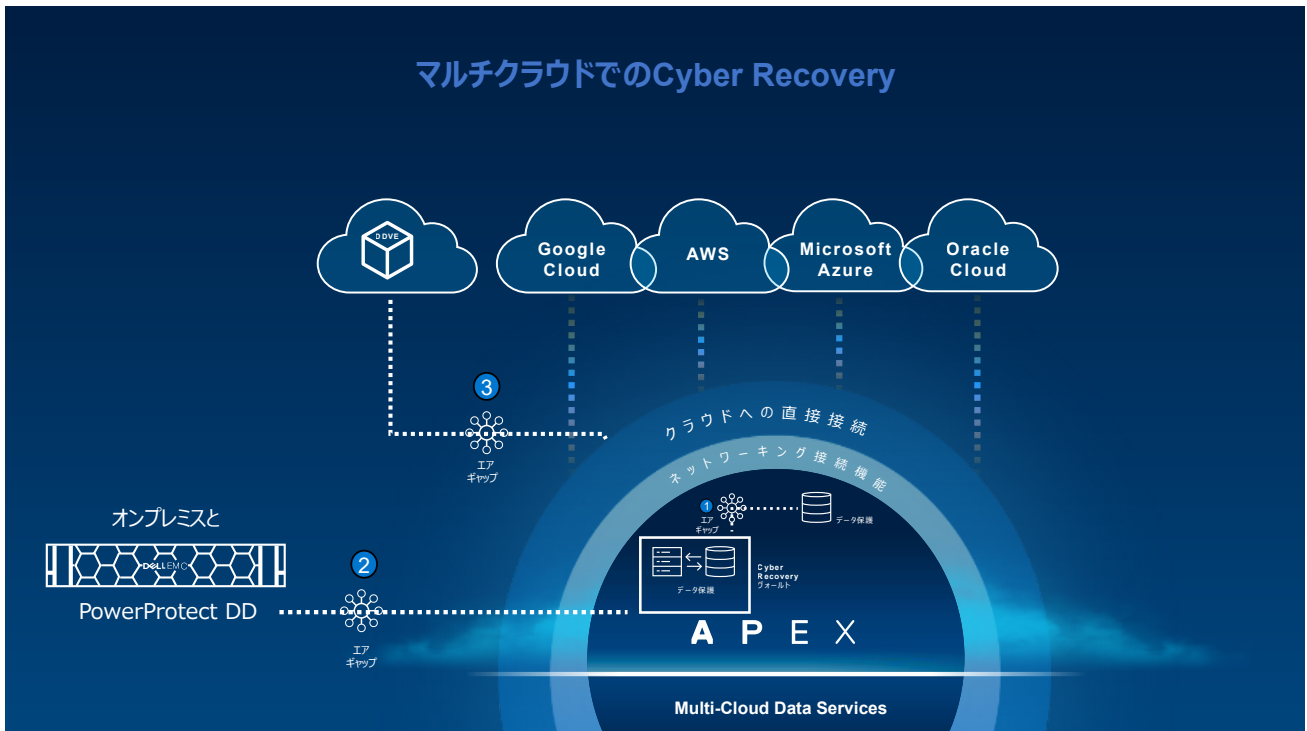 マルチクラウドでのCyber Recovery
DDVE
Google
Cloud
AWS
Microsoft
Azure
Oracle
Cloud
3
エア
ギャップ
クラウドへの直接接続
ネットワーキング接続機能
1
エア
ギャップ
データ保護
データ保護
Cyber
Recovery
ヴォールト
オンプレミスと
DELLEMC
PowerProtect DD
2
エア
ギャップ
APEX
Multi-Cloud Data Services